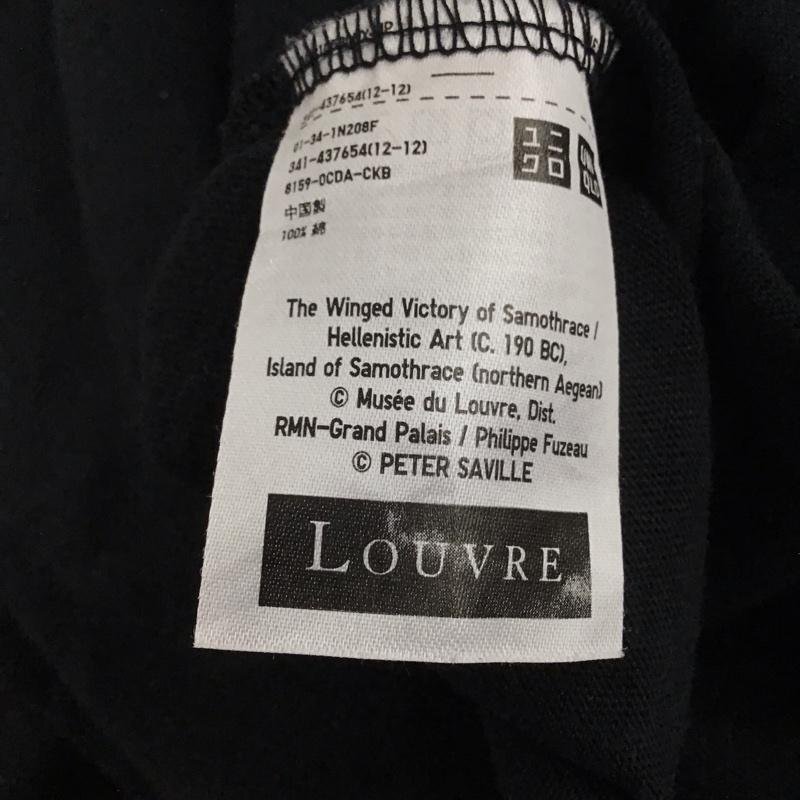 437654(12-12)
01-34-1N208F
341-437654(12-12)
8159-0CDA-CKB
中国製
100% 綿
ユニ
クロ
UNI
QLO
The Winged Victory of Samothrace /
Hellenistic Art (C. 190 BC),
Island of Samothrace (northern Aegean)
© Musée du Louvre, Dist.
RMN-Grand Palais / Philippe Fuzeau
© PETER SAVILLE
LOUVRE